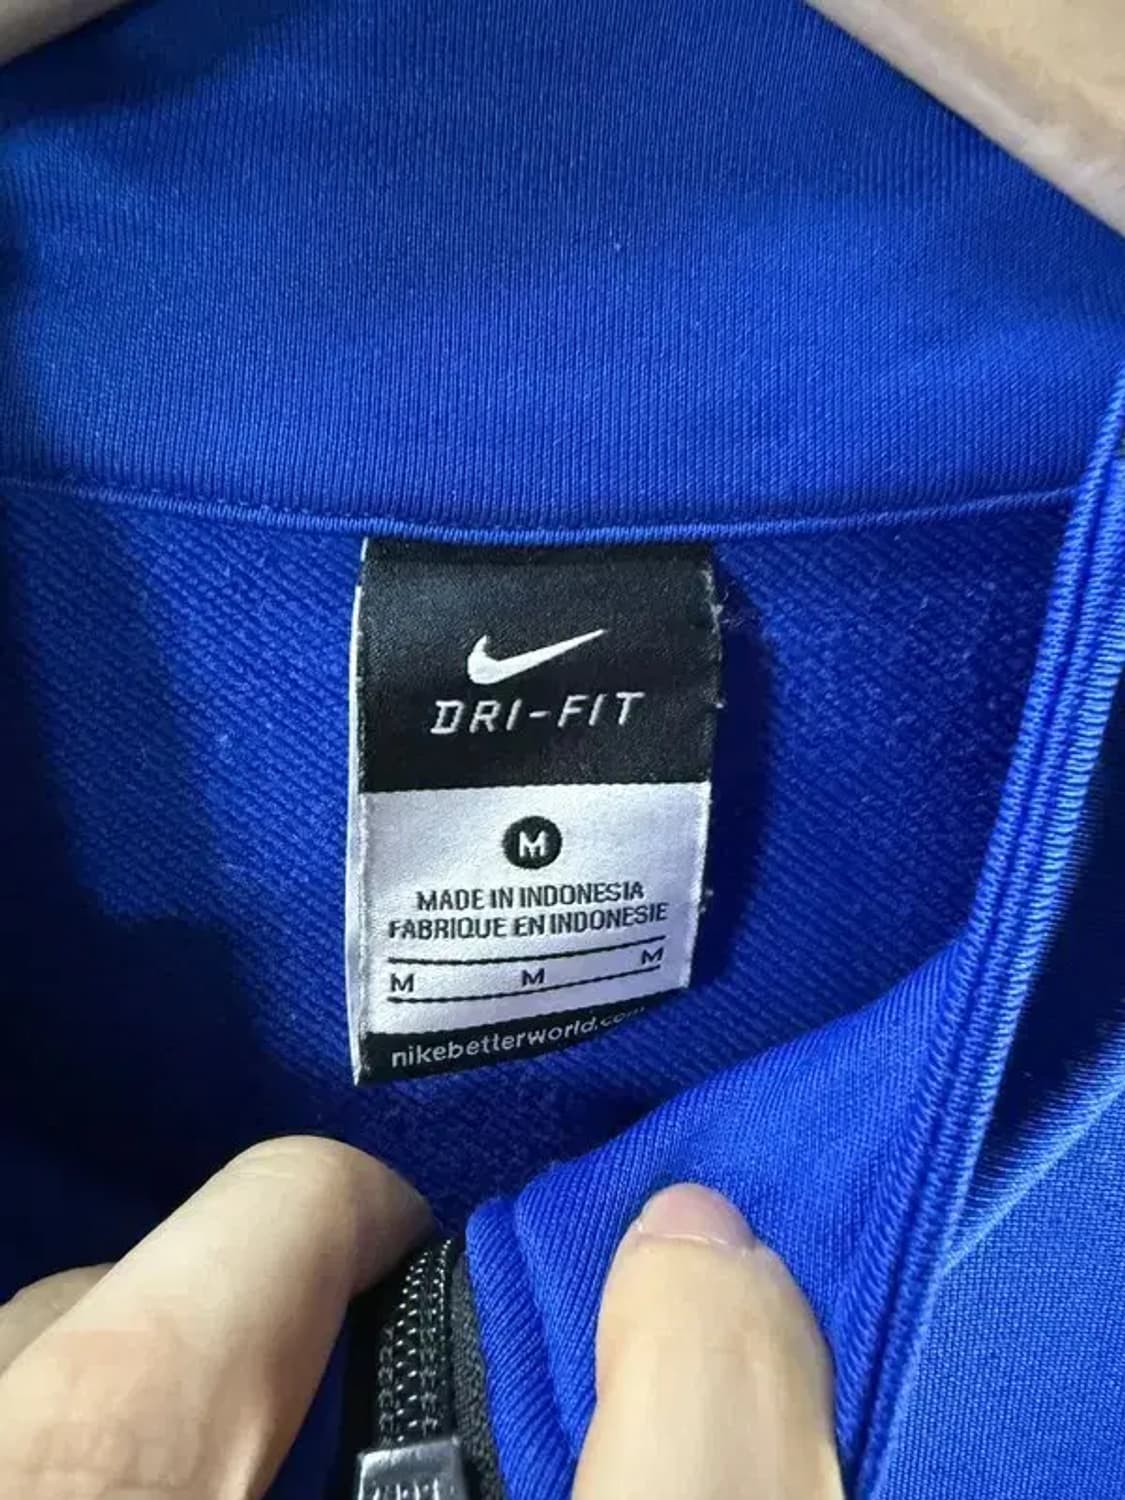 DRI-FIT
M
MADE IN INDONESIA
FABRIQUE EN INDONESIE
M M M
nikebetterworld.com